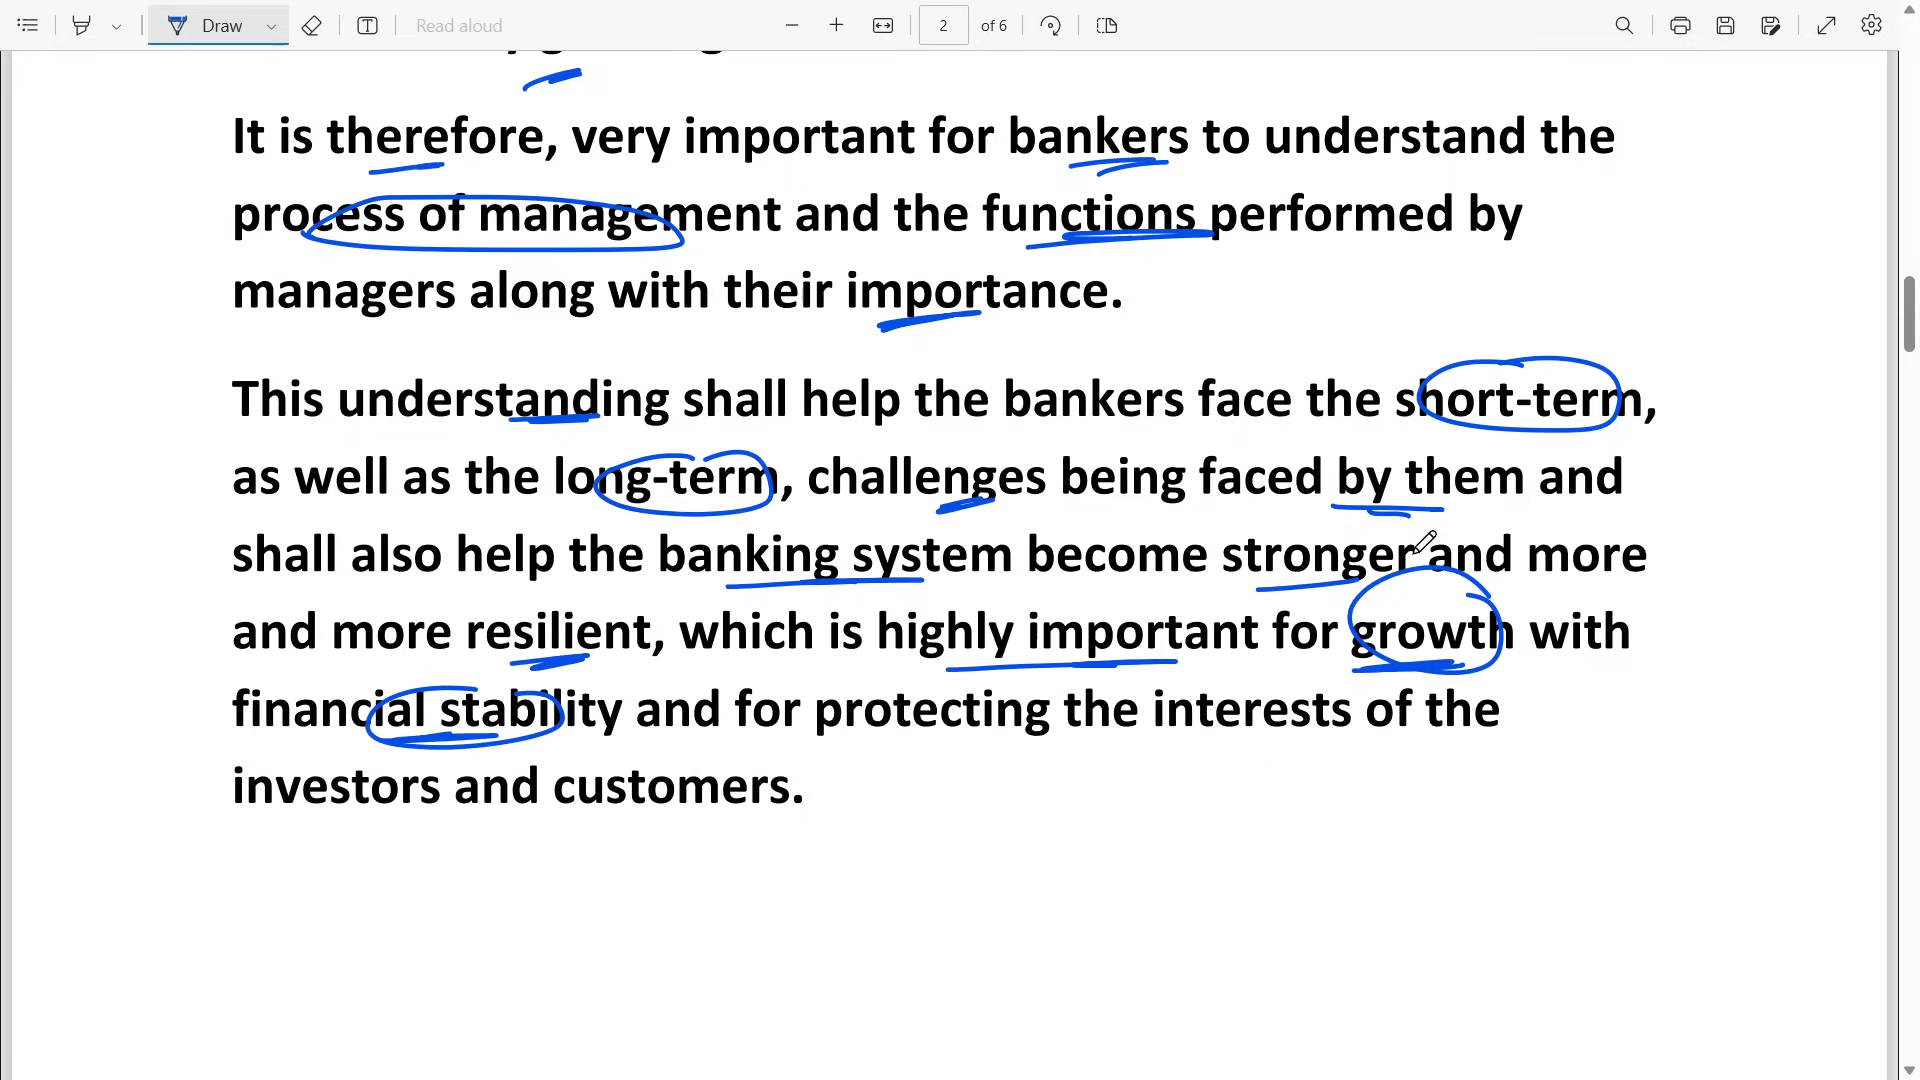 Draw
Read aloud
2 of 6
It is therefore, very important for bankers to understand the
process of management and the functions performed by
managers along with their importance.
This understanding shall help the bankers face the short-term,
as well as the long-term, challenges being faced by them and
shall also help the banking system become stronger and more
and more resilient, which is highly important for growth with
financial stability and for protecting the interests of the
investors and customers.